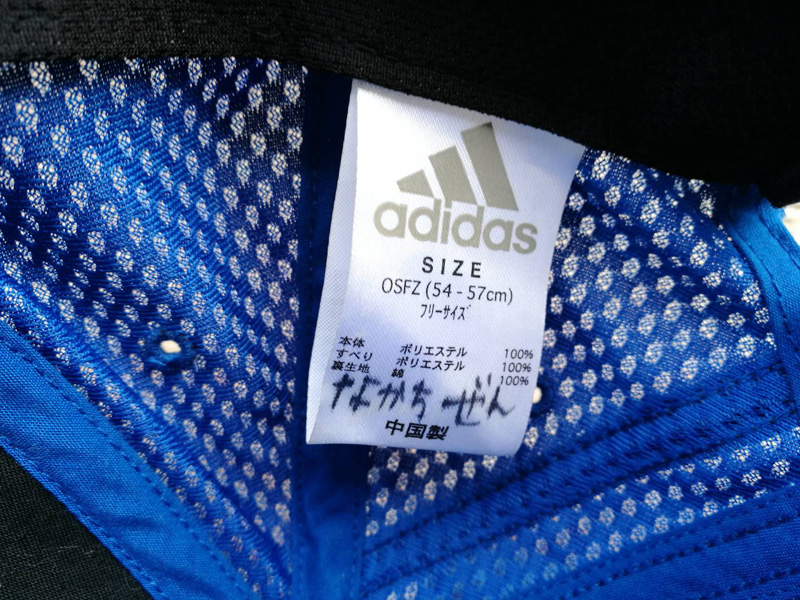 adidas
SIZE
OSFZ (54 - 57cm)
ﾌﾘｰｻｲｽﾞ
本体 ポリエステル 100%
すべり ポリエステル 100%
裏生地 綿 100%
なかち ぜん
中国製